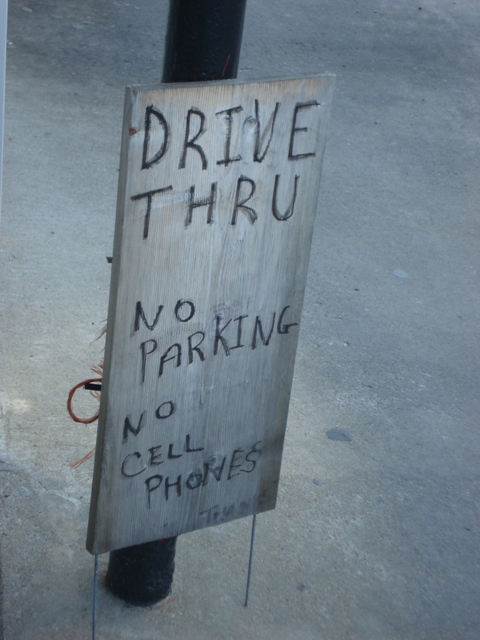 DRIVE
THRU
NO
PARKING
NO
CELL
PHONES